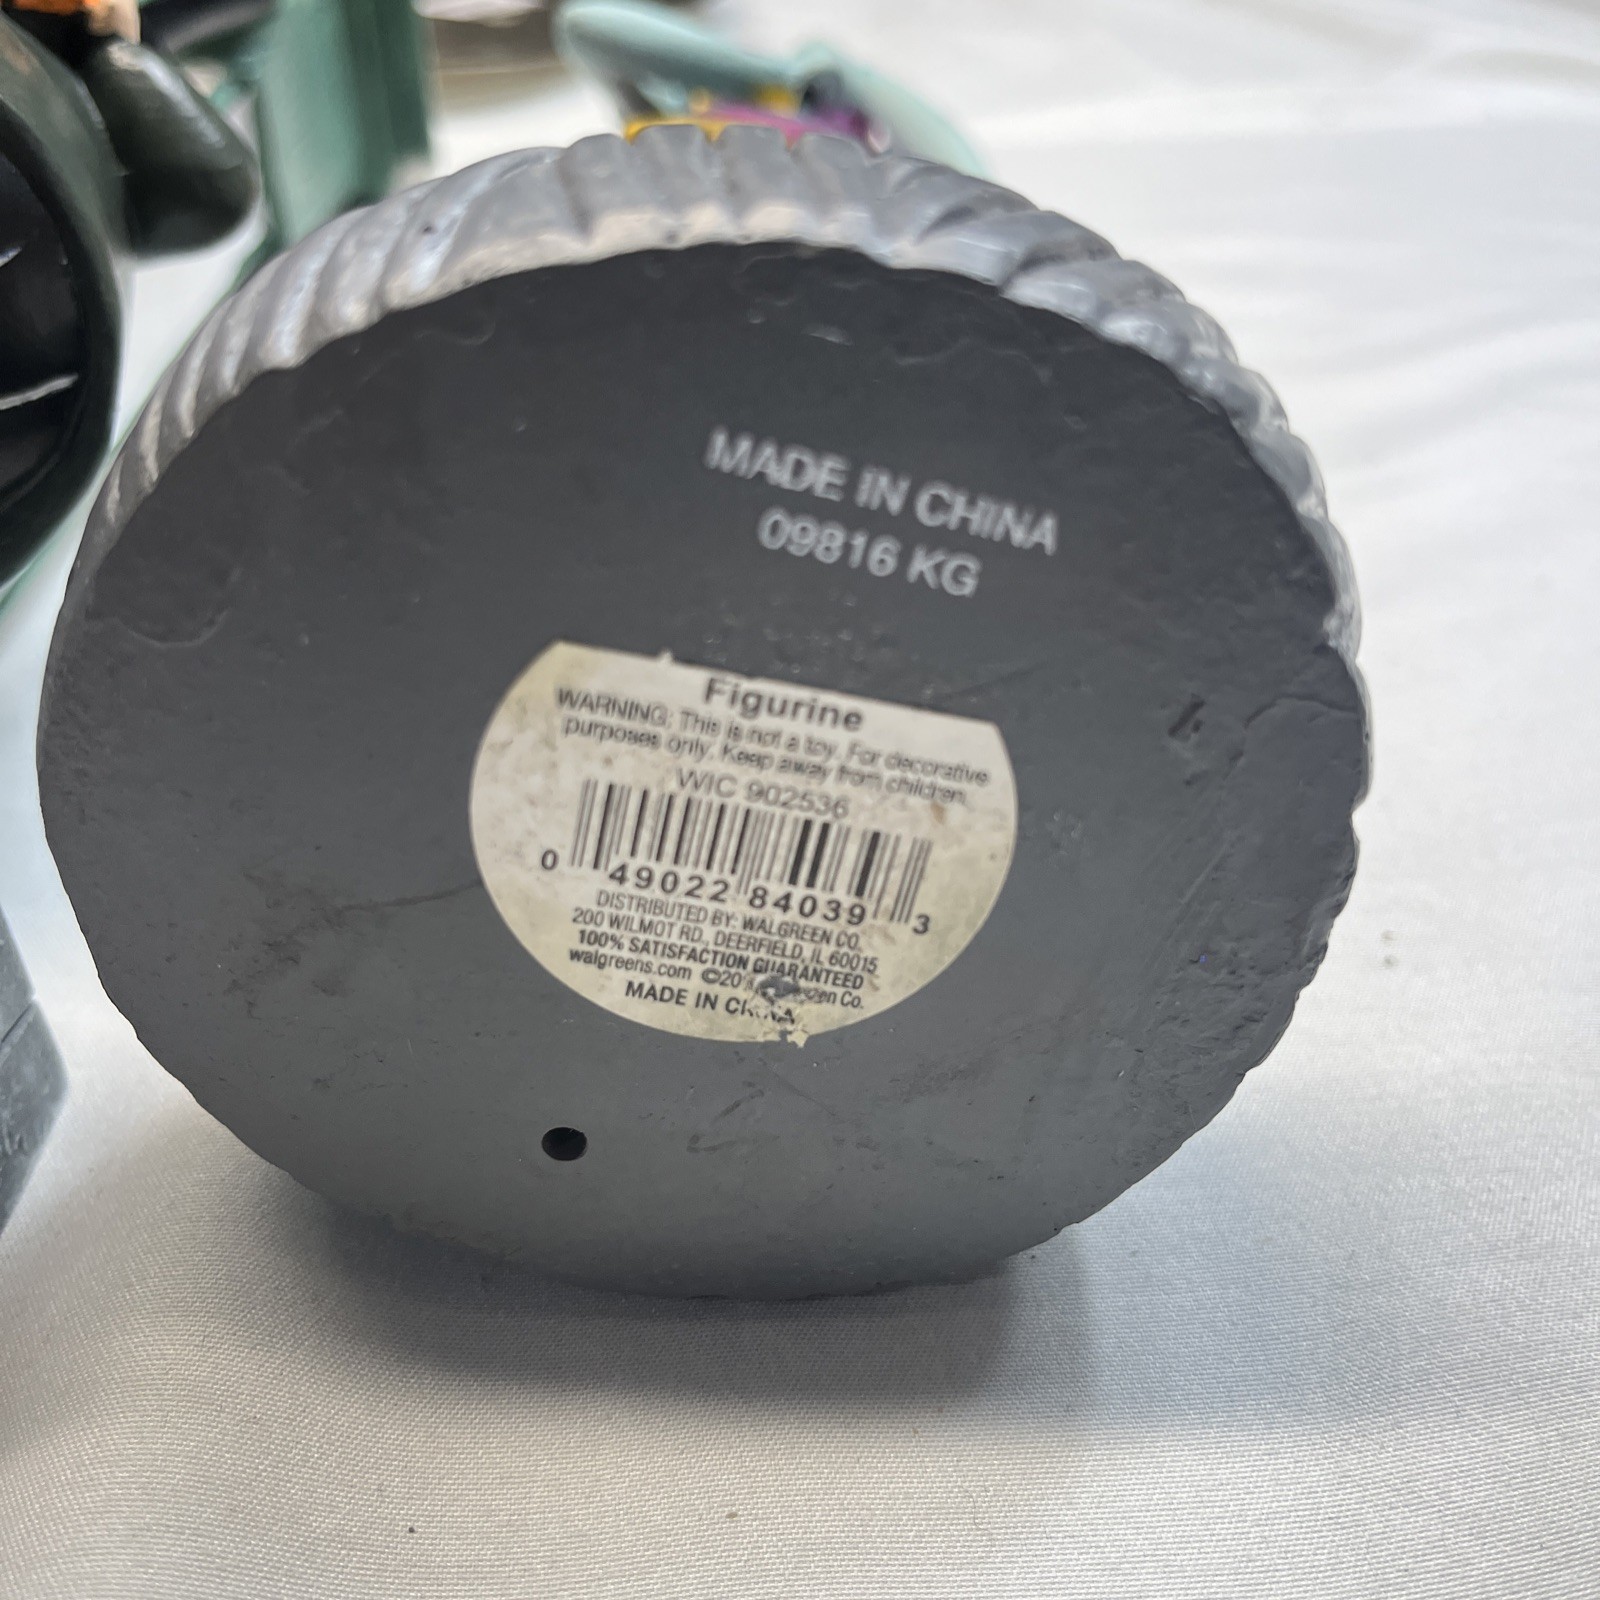 MADE IN CHINA
09816 KG
Figurine
WARNING: This is not a toy. For decorative
purposes only. Keep away from children.
WIC 902536
0 49022 84039 3
DISTRIBUTED BY: WALGREEN CO.
200 WILMOT RD., DEERFIELD, IL 60015
100% SATISFACTION GUARANTEED
walgreens.com ©20 Co.
MADE IN CHINA